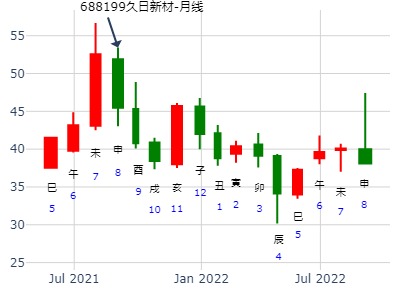 688199久日新材-月线
55
50
45
40
35
30
25
巳
5
午
6
未
7
申
8
酉
9
戌
10
亥
11
子
12
丑
1
寅
2
卯
3
辰
4
巳
5
午
6
未
7
申
8
Jul 2021
Jan 2022
Jul 2022